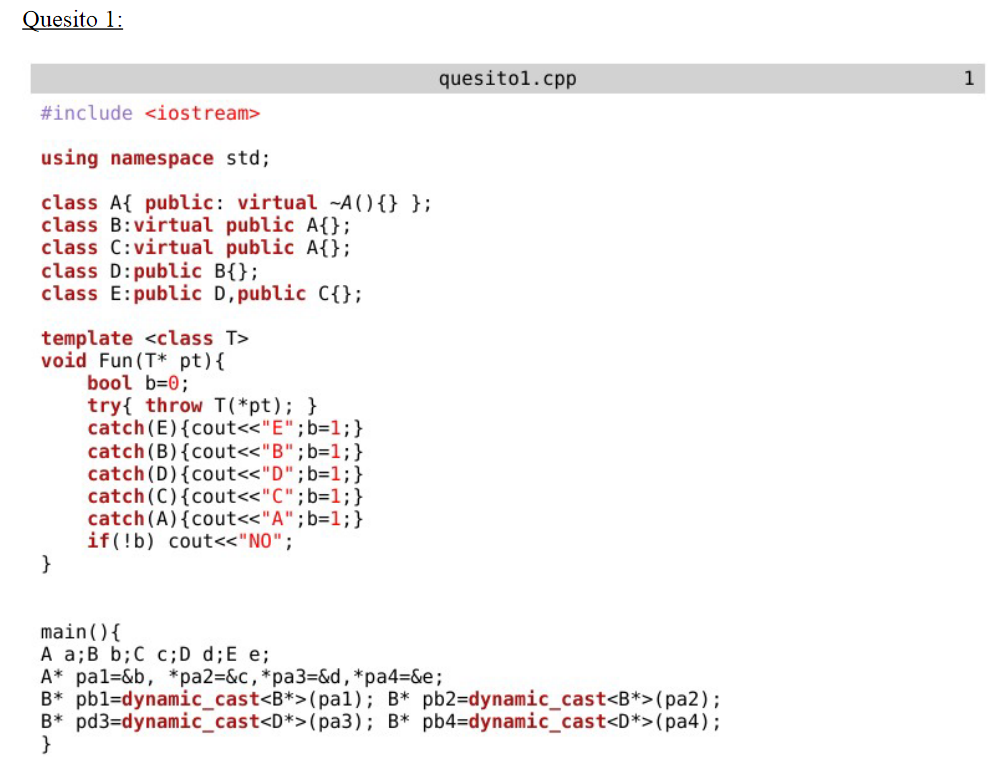 Quesito 1:
quesito1.cpp 1
#include <iostream>
using namespace std;
class A{ public: virtual ~A(){} };
class B:virtual public A{};
class C:virtual public A{};
class D:public B{};
class E:public D,public C{};
template <class T>
void Fun(T* pt){
bool b=0;
try{ throw T(*pt); }
catch(E){cout<<"E";b=1;}
catch(B){cout<<"B";b=1;}
catch(D){cout<<"D";b=1;}
catch(C){cout<<"C";b=1;}
catch(A){cout<<"A";b=1;}
if(!b) cout<<"NO";
}
main(){
A a;B b;C c;D d;E e;
A* pa1=&b, *pa2=&c,*pa3=&d,*pa4=&e;
B* pb1=dynamic_cast<B*>(pa1); B* pb2=dynamic_cast<B*>(pa2);
B* pd3=dynamic_cast<D*>(pa3); B* pb4=dynamic_cast<D*>(pa4);
}